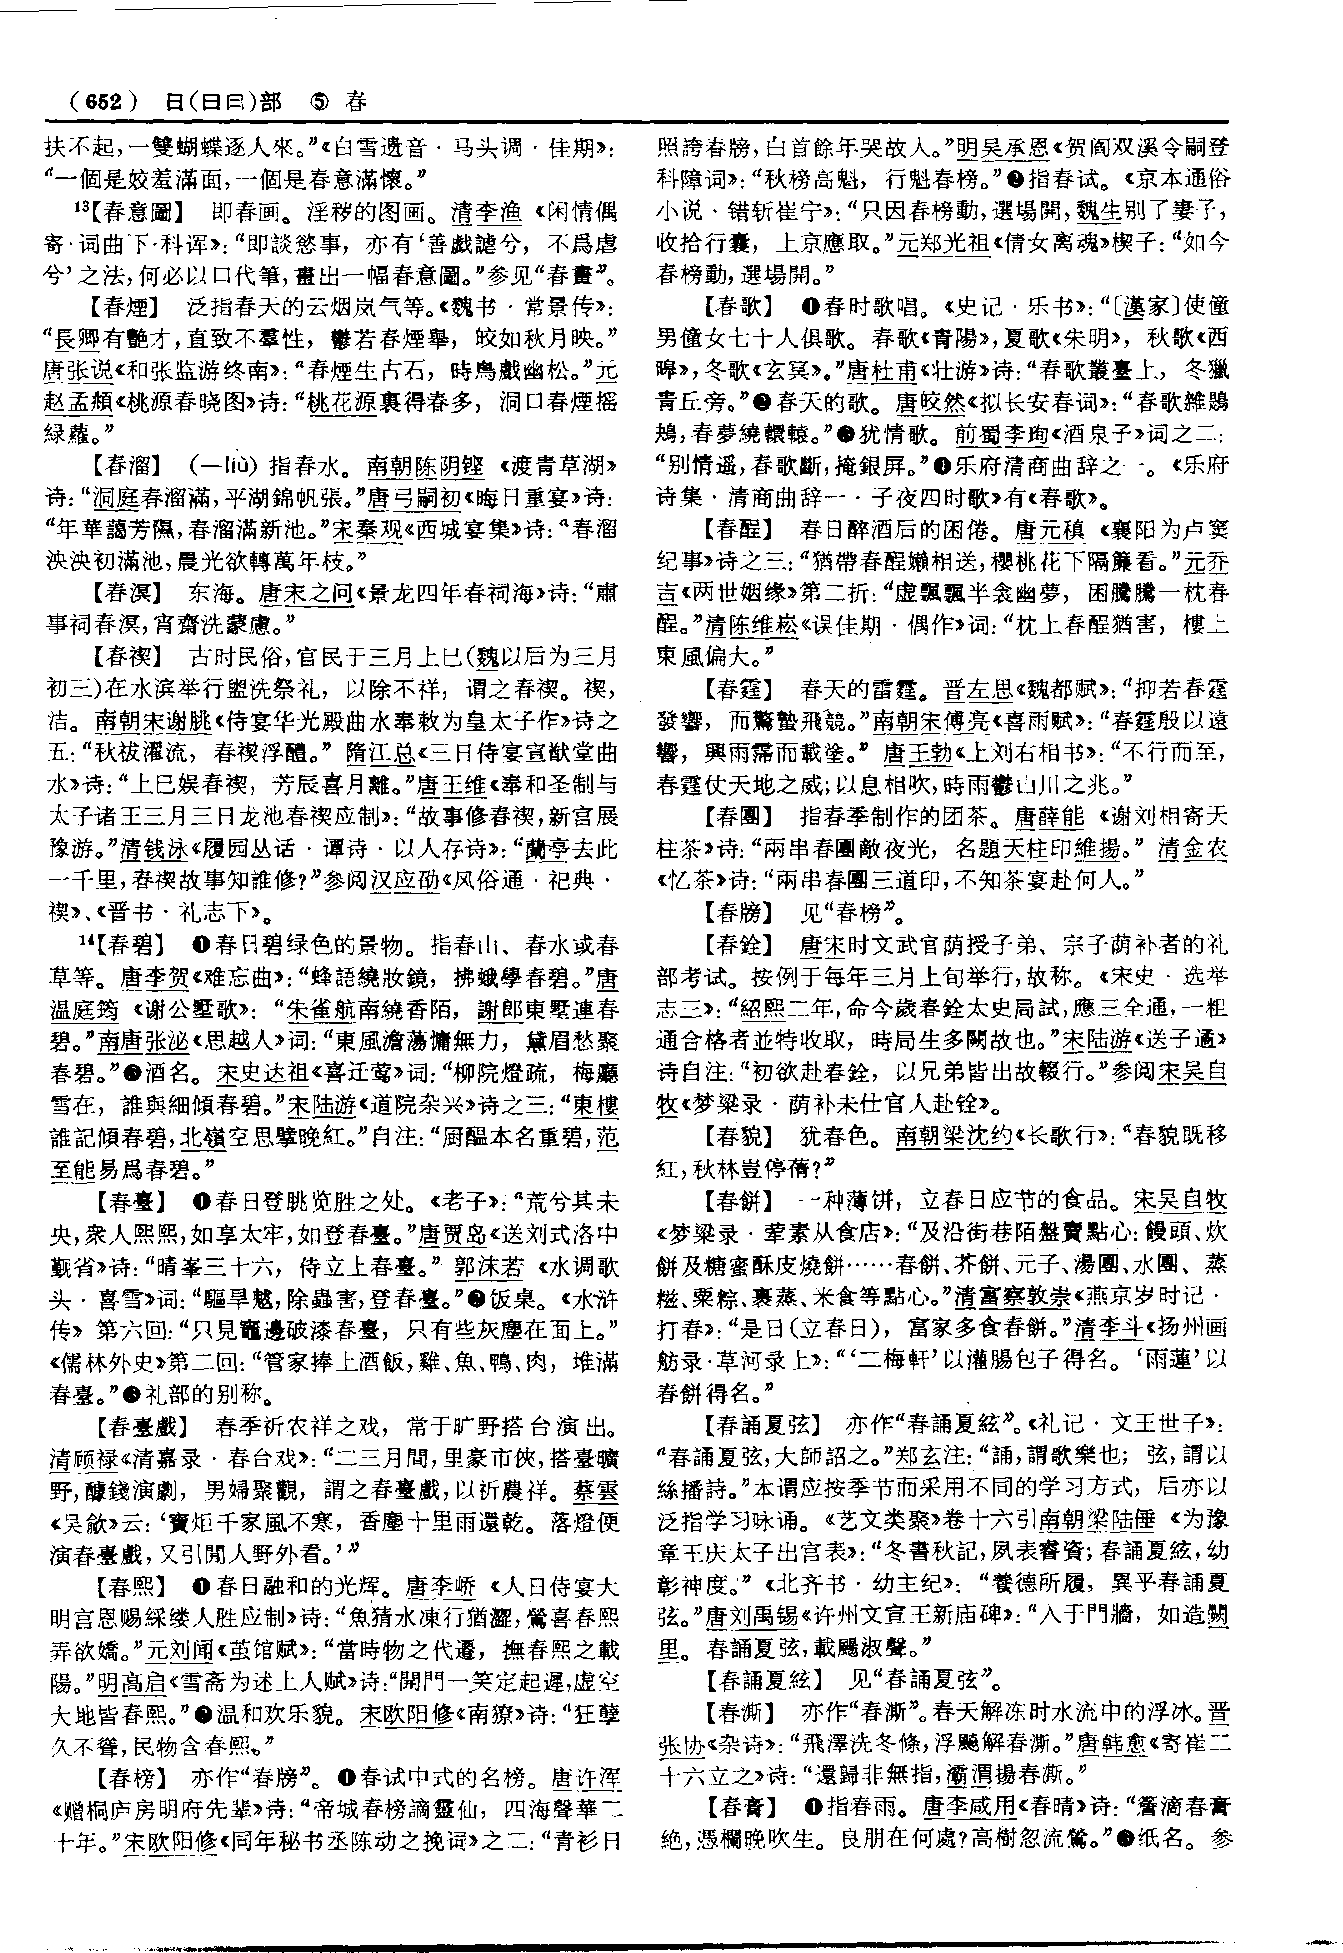 (652) 日(日曰)部 ⑤ 春
扶不起，一雙蝴蝶逐人來。”《白雪遗音·马头调·佳期》：
“一個是姣羞滿面，一個是春意滿懷。”
¹³【春意圖】 即春画。淫秽的图画。清李渔《闲情偶
寄·词曲下·科诨》：“即談慾事，亦有‘善戲謔兮，不爲虐
兮’之法，何必以口代筆，畫出一幅春意圖。”参见“春畫”。
【春煙】 泛指春天的云烟岚气等。《魏书·常景传》：
“長卿有艷才，直致不羣性，鬱若春煙舉，皎如秋月映。”
唐张说《和张监游终南》：“春煙生古石，時鳥戲幽松。”元
赵孟頫《桃源春晓图》诗：“桃花源裏得春多，洞口春煙摇
緑蘿。”
【春溜】 （—liù）指春水。南朝陈阴铿《渡青草湖》
诗：“洞庭春溜滿，平湖錦帆張。”唐弓嗣初《晦日重宴》诗：
“年華藹芳隰，春溜滿新池。”宋秦观《西城宴集》诗：“春溜
泱泱初滿池，晨光欲轉萬年枝。”
【春溟】 东海。唐宋之问《景龙四年春祠海》诗：“肅
事祠春溟，宵齋洗蒙慮。”
【春禊】 古时民俗，官民于三月上巳（魏以后为三月
初三）在水滨举行盥洗祭礼，以除不祥，谓之春禊。禊，
洁。南朝宋谢朓《侍宴华光殿曲水奉敕为皇太子作》诗之
五：“秋祓濯流，春禊浮醴。”隋江总《三日侍宴宣猷堂曲
水》诗：“上巳娱春禊，芳辰喜月離。”唐王维《奉和圣制与
太子诸王三月三日龙池春禊应制》：“故事修春禊，新宫展
豫游。”清钱泳《履园丛话·谭诗·以人存诗》：“蘭亭去此
一千里，春禊故事知誰修？”参阅汉应劭《风俗通·祀典·
禊》、《晋书·礼志下》。
¹⁴【春碧】 ❶春日碧绿色的景物。指春山、春水或春
草等。唐李贺《难忘曲》：“蜂語繞妝鏡，拂蛾學春碧。”唐
温庭筠《谢公墅歌》：“朱雀航南繞香陌，謝郎東墅連春
碧。”南唐张泌《思越人》词：“東風澹蕩慵無力，黛眉愁聚
春碧。”❷酒名。宋史达祖《喜迁莺》词：“柳院燈疏，梅廳
雪在，誰與細傾春碧。”宋陆游《道院杂兴》诗之三：“東樓
誰記傾春碧，北嶺空思擘晚紅。”自注：“厨醖本名重碧，范
至能易爲春碧。”
【春臺】 ❶春日登眺览胜之处。《老子》：“荒兮其未
央，衆人熙熙，如享太牢，如登春臺。”唐贾岛《送刘式洛中
觐省》诗：“晴峯三十六，侍立上春臺。”郭沫若《水调歌
头·喜雪》词：“驅旱魃，除蟲害，登春臺。”❷饭桌。《水浒
传》第六回：“只見竈邊破漆春臺，只有些灰塵在面上。”
《儒林外史》第二回：“管家捧上酒飯，雞、魚、鴨、肉，堆滿
春臺。”❸礼部的别称。
【春臺戲】 春季祈农祥之戏，常于旷野搭台演出。
清顾禄《清嘉录·春台戏》：“二三月間，里豪市俠，搭臺曠
野，醵錢演劇，男婦聚觀，謂之春臺戲，以祈農祥。蔡雲
《吴歈》云：‘寶炬千家風不寒，香塵十里雨還乾。落燈便
演春臺戲，又引閒人野外看。’”
【春熙】 ❶春日融和的光辉。唐李峤《人日侍宴大
明宫恩赐綵缕人胜应制》诗：“魚猜水凍行猶澀，鶯喜春熙
弄欲嬌。”元刘闻《茧馆赋》：“當時物之代遷，撫春熙之載
陽。”明高启《雪斋为述上人赋》诗：“開門一笑定起遲，虚空
大地皆春熙。”❷温和欢乐貌。宋欧阳修《南獠》诗：“狂孽
久不聳，民物含春熙。”
【春榜】 亦作“春牓”。❶春试中式的名榜。唐许浑
《赠桐庐房明府先辈》诗：“帝城春榜謫靈仙，四海聲華二
十年。”宋欧阳修《同年秘书丞陈动之挽词》之二：“青衫日
照誇春牓，白首餘年哭故人。”明吴承恩《贺阎双溪令嗣登
科障词》：“秋榜高魁，行魁春榜。”❷指春试。《京本通俗
小说·错斩崔宁》：“只因春榜動，選場開，魏生别了妻子，
收拾行囊，上京應取。”元郑光祖《倩女离魂》楔子：“如今
春榜動，選場開。”
【春歌】 ❶春时歌唱。《史记·乐书》：“〔漢家〕使僮
男僮女七十人俱歌。春歌《青陽》，夏歌《朱明》，秋歌《西
暤》，冬歌《玄冥》。”唐杜甫《壮游》诗：“春歌叢臺上，冬獵
青丘旁。”❷春天的歌。唐皎然《拟长安春词》：“春歌雜鶗
鴂，春夢繞轘轅。”❸犹情歌。前蜀李珣《酒泉子》词之二：
“别情遥，春歌斷，掩銀屏。”❹乐府清商曲辞之一。《乐府
诗集·清商曲辞一·子夜四时歌》有《春歌》。
【春酲】 春日醉酒后的困倦。唐元稹《襄阳为卢窦
纪事》诗之三：“猶帶春酲嬾相送，櫻桃花下隔簾看。”元乔
吉《两世姻缘》第二折：“虚飄飄半衾幽夢，困騰騰一枕春
酲。”清陈维崧《误佳期·偶作》词：“枕上春酲猶害，樓上
東風偏大。”
【春霆】 春天的雷霆。晋左思《魏都赋》：“抑若春霆
發響，而驚蟄飛競。”南朝宋傅亮《喜雨赋》：“春霆殷以遠
響，興雨霈而載塗。”唐王勃《上刘右相书》：“不行而至，
春霆仗天地之威；以息相吹，時雨鬱山川之兆。”
【春團】 指春季制作的团茶。唐薛能《谢刘相寄天
柱茶》诗：“兩串春團敵夜光，名題天柱印維揚。”清金农
《忆茶》诗：“兩串春團三道印，不知茶宴赴何人。”
【春牓】 见“春榜”。
【春銓】 唐宋时文武官荫授子弟、宗子荫补者的礼
部考试。按例于每年三月上旬举行，故称。《宋史·选举
志三》：“紹熙二年，命今歲春銓太史局試，應三全通，一粗
通合格者並特收取，時局生多闕故也。”宋陆游《送子遹》
诗自注：“初欲赴春銓，以兄弟皆出故輟行。”参阅宋吴自
牧《梦粱录·荫补未仕官人赴铨》。
【春貌】 犹春色。南朝梁沈约《长歌行》：“春貌既移
紅，秋林豈停蒨？”
【春餅】 一种薄饼，立春日应节的食品。宋吴自牧
《梦粱录·荤素从食店》：“及沿街巷陌盤賣點心：饅頭、炊
餅及糖蜜酥皮燒餅……春餅、芥餅、元子、湯團、水團、蒸
糍、粟粽、裹蒸、米食等點心。”清富察敦崇《燕京岁时记·
打春》：“是日（立春日），富家多食春餅。”清李斗《扬州画
舫录·草河录上》：“‘二梅軒’以灌腸包子得名。‘雨蓮’以
春餅得名。”
【春誦夏弦】 亦作“春誦夏絃”。《礼记·文王世子》：
“春誦夏弦，大師詔之。”郑玄注：“誦，謂歌樂也；弦，謂以
絲播詩。”本谓应按季节而采用不同的学习方式，后亦以
泛指学习咏诵。《艺文类聚》卷十六引南朝梁陆倕《为豫
章王庆太子出宫表》：“冬書秋記，夙表睿資；春誦夏絃，幼
彰神度。”《北齐书·幼主纪》：“養德所履，異乎春誦夏
弦。”唐刘禹锡《许州文宣王新庙碑》：“入于門牆，如造闕
里。春誦夏弦，載颺淑聲。”
【春誦夏絃】 见“春誦夏弦”。
【春澌】 亦作“春凘”。春天解冻时水流中的浮冰。晋
张协《杂诗》：“飛澤洗冬條，浮飇解春澌。”唐韩愈《寄崔二
十六立之》诗：“還歸非無指，灞渭揚春凘。”
【春膏】 ❶指春雨。唐李咸用《春晴》诗：“簷滴春膏
絶，憑欄晚吹生。良朋在何處？高樹忽流鶯。”❷纸名。参